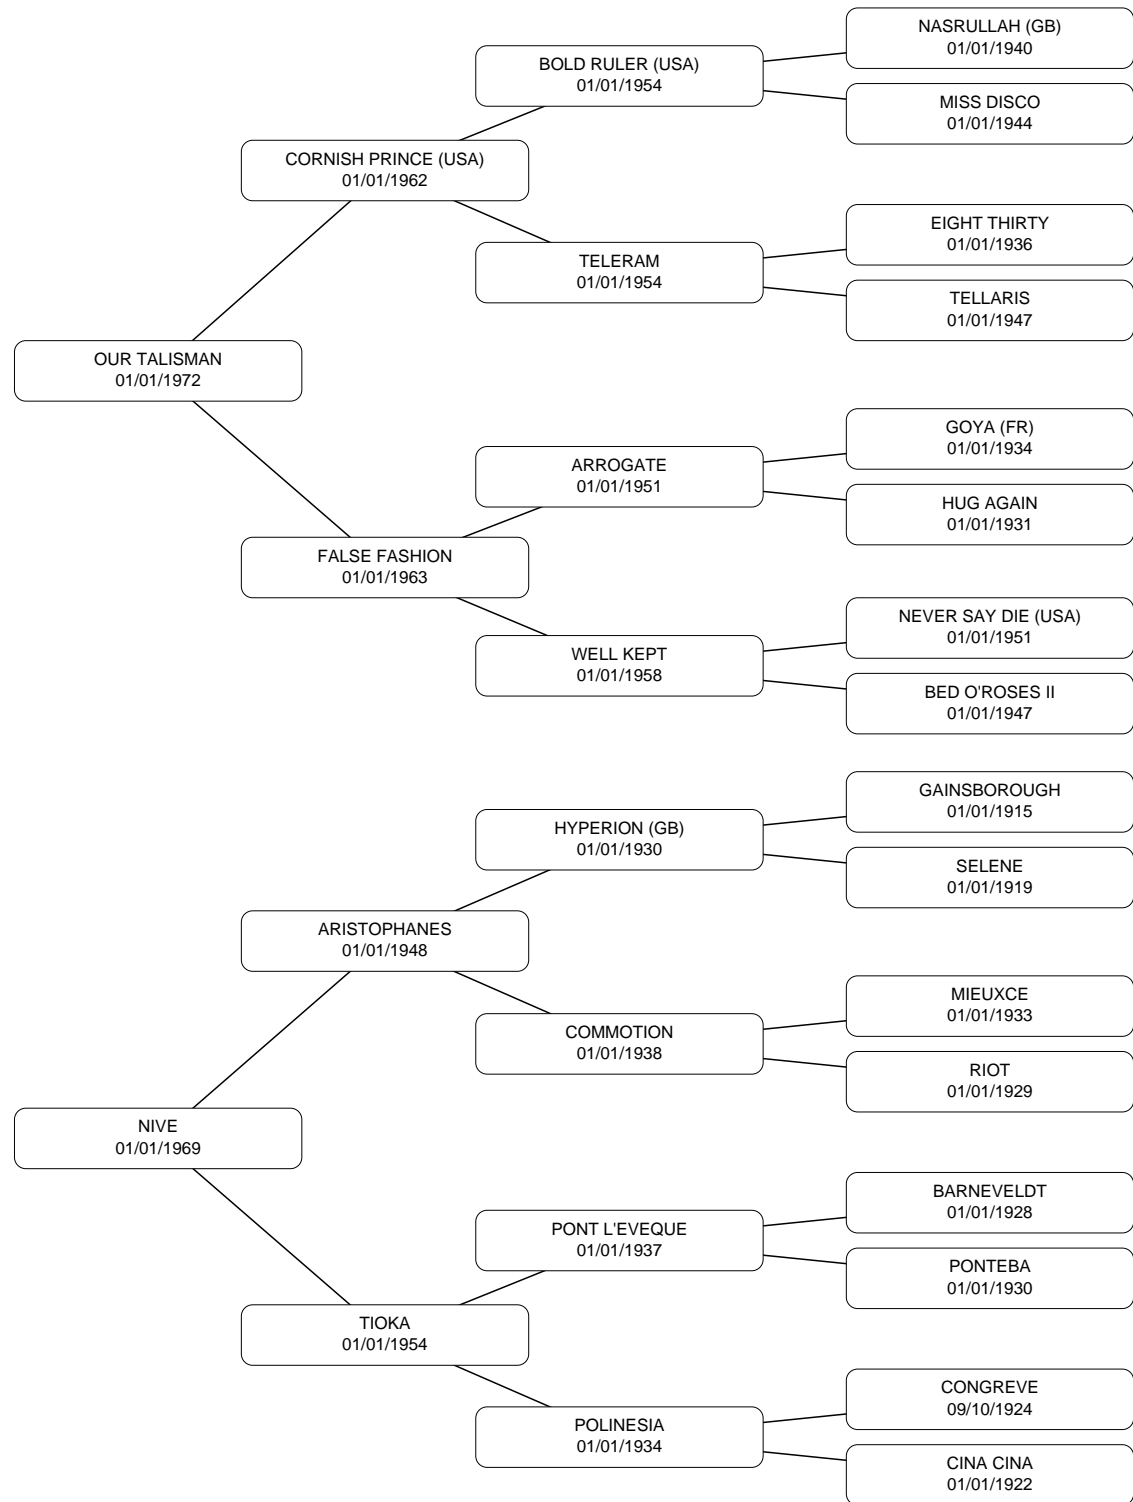 NASRULLAH (GB)
01/01/1940
BOLD RULER (USA)
01/01/1954
MISS DISCO
01/01/1944
CORNISH PRINCE (USA)
01/01/1962
EIGHT THIRTY
01/01/1936
TELERAM
01/01/1954
TELLARIS
01/01/1947
OUR TALISMAN
01/01/1972
GOYA (FR)
01/01/1934
ARROGATE
01/01/1951
HUG AGAIN
01/01/1931
FALSE FASHION
01/01/1963
NEVER SAY DIE (USA)
01/01/1951
WELL KEPT
01/01/1958
BED O'ROSES II
01/01/1947
GAINSBOROUGH
01/01/1915
HYPERION (GB)
01/01/1930
SELENE
01/01/1919
ARISTOPHANES
01/01/1948
MIEUXCE
01/01/1933
COMMOTION
01/01/1938
RIOT
01/01/1929
NIVE
01/01/1969
BARNEVELDT
01/01/1928
PONT L'EVEQUE
01/01/1937
PONTEBA
01/01/1930
TIOKA
01/01/1954
CONGREVE
09/10/1924
POLINESIA
01/01/1934
CINA CINA
01/01/1922